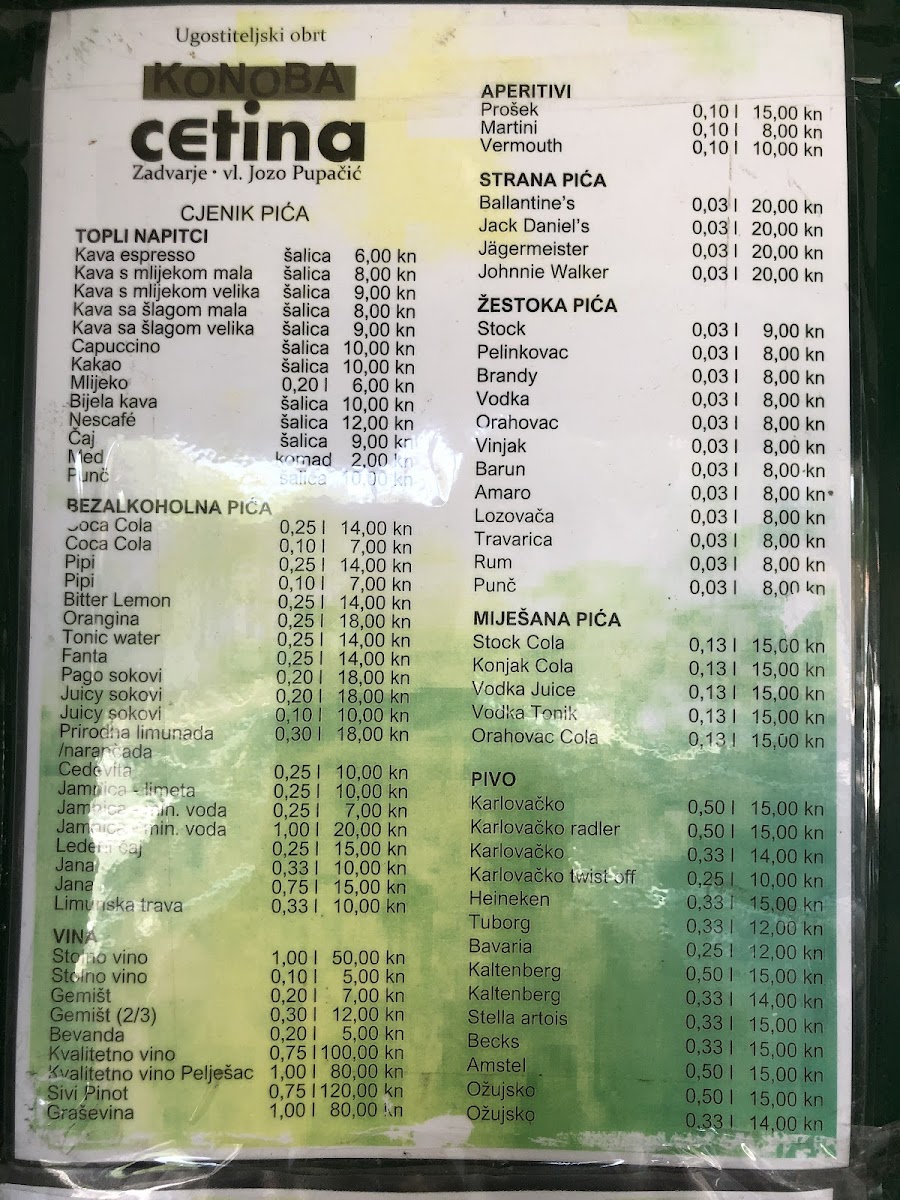 Ugostiteljski obrt
KONOBA
cetina
Zadvarje · vl. Jozo Pupačić
CJENIK PIĆA
TOPLI NAPITCI
Kava espresso šalica 6,00 kn
Kava s mlijekom mala šalica 8,00 kn
Kava s mlijekom velika šalica 9,00 kn
Kava sa šlagom mala šalica 8,00 kn
Kava sa šlagom velika šalica 9,00 kn
Capuccino šalica 10,00 kn
Kakao šalica 10,00 kn
Mlijeko 0,20 l 6,00 kn
Bijela kava šalica 10,00 kn
Nescafé šalica 12,00 kn
Čaj šalica 9,00 kn
Med komad 2,00 kn
Punč šalica 10,00 kn
BEZALKOHOLNA PIĆA
Coca Cola 0,25 l 14,00 kn
Coca Cola 0,10 l 7,00 kn
Pipi 0,25 l 14,00 kn
Pipi 0,10 l 7,00 kn
Bitter Lemon 0,25 l 14,00 kn
Orangina 0,25 l 18,00 kn
Tonic water 0,25 l 14,00 kn
Fanta 0,25 l 14,00 kn
Pago sokovi 0,20 l 18,00 kn
Juicy sokovi 0,20 l 18,00 kn
Juicy sokovi 0,10 l 10,00 kn
Prirodna limunada 0,30 l 18,00 kn
/narančada
Cedevita 0,25 l 10,00 kn
Jamnica - limeta 0,25 l 10,00 kn
Jamnica - min. voda 0,25 l 7,00 kn
Jamnica - min. voda 1,00 l 20,00 kn
Ledeni čaj 0,25 l 15,00 kn
Jana 0,33 l 10,00 kn
Jana 0,75 l 15,00 kn
Limunska trava 0,33 l 10,00 kn
VINA
Stolno vino 1,00 l 50,00 kn
Stolno vino 0,10 l 5,00 kn
Gemišt 0,20 l 7,00 kn
Gemišt (2/3) 0,30 l 12,00 kn
Bevanda 0,20 l 5,00 kn
Kvalitetno vino 0,75 l 100,00 kn
Kvalitetno vino Pelješac 1,00 l 80,00 kn
Sivi Pinot 0,75 l 120,00 kn
Graševina 1,00 l 80,00 kn
APERITIVI
Prošek 0,10 l 15,00 kn
Martini 0,10 l 8,00 kn
Vermouth 0,10 l 10,00 kn
STRANA PIĆA
Ballantine's 0,03 l 20,00 kn
Jack Daniel's 0,03 l 20,00 kn
Jägermeister 0,03 l 20,00 kn
Johnnie Walker 0,03 l 20,00 kn
ŽESTOKA PIĆA
Stock 0,03 l 9,00 kn
Pelinkovac 0,03 l 8,00 kn
Brandy 0,03 l 8,00 kn
Vodka 0,03 l 8,00 kn
Orahovac 0,03 l 8,00 kn
Vinjak 0,03 l 8,00 kn
Barun 0,03 l 8,00 kn
Amaro 0,03 l 8,00 kn
Lozovača 0,03 l 8,00 kn
Travarica 0,03 l 8,00 kn
Rum 0,03 l 8,00 kn
Punč 0,03 l 8,00 kn
MIJEŠANA PIĆA
Stock Cola 0,13 l 15,00 kn
Konjak Cola 0,13 l 15,00 kn
Vodka Juice 0,13 l 15,00 kn
Vodka Tonik 0,13 l 15,00 kn
Orahovac Cola 0,13 l 15,00 kn
PIVO
Karlovačko 0,50 l 15,00 kn
Karlovačko radler 0,50 l 15,00 kn
Karlovačko 0,33 l 14,00 kn
Karlovačko twist off 0,25 l 10,00 kn
Heineken 0,33 l 15,00 kn
Tuborg 0,33 l 12,00 kn
Bavaria 0,25 l 12,00 kn
Kaltenberg 0,50 l 15,00 kn
Kaltenberg 0,33 l 14,00 kn
Stella artois 0,33 l 15,00 kn
Becks 0,33 l 15,00 kn
Amstel 0,50 l 15,00 kn
Ožujsko 0,50 l 15,00 kn
Ožujsko 0,33 l 14,00 kn